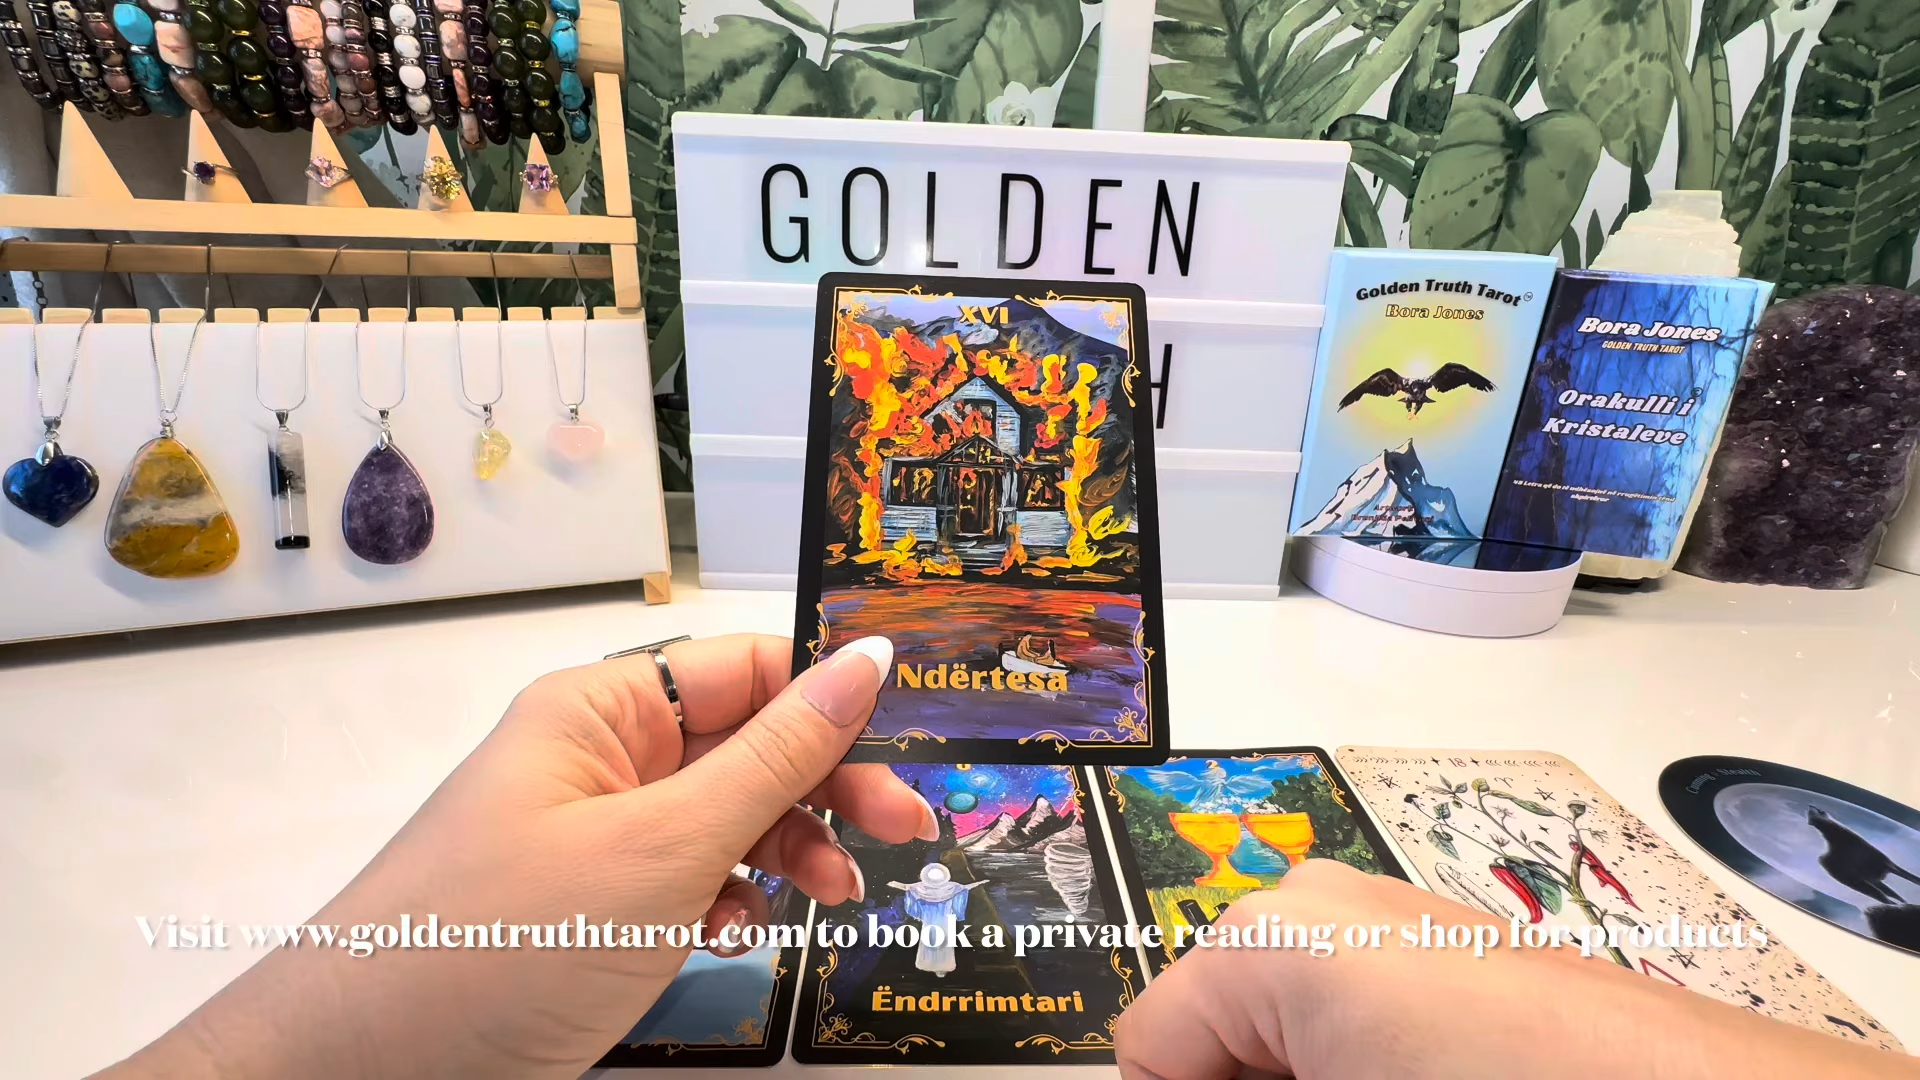 GOLDEN
H
XVI
Ndërtesa
Golden Truth Tarot
Bora Jones
Bora Jones
GOLDEN TRUTH TAROT
Orakulli i
Kristaleve
18
Ëndrrimtari
Visit www.goldentruthtarot.com to book a private reading or shop for products